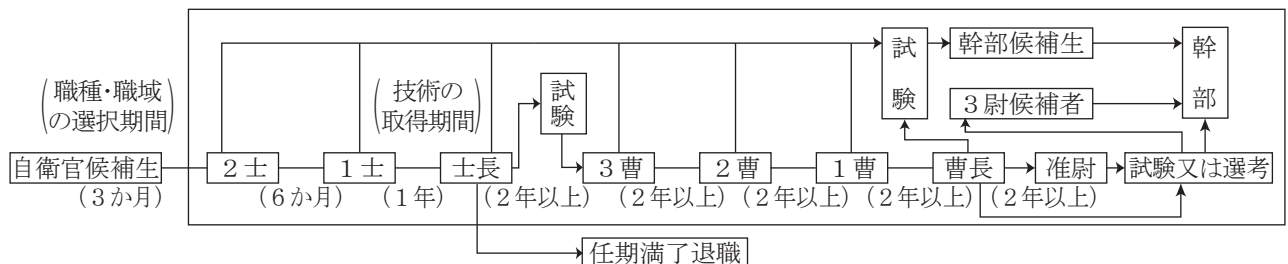 試験
幹部候補生
幹部
職種・職域
の選択期間
技術の
取得期間
試験
3尉候補者
自衛官候補生
2士
1士
士長
3曹
2曹
1曹
曹長
准尉
試験又は選考
(3か月)
(6か月)
(1年)
(2年以上)
(2年以上)
(2年以上)
(2年以上)
(2年以上)
任期満了退職